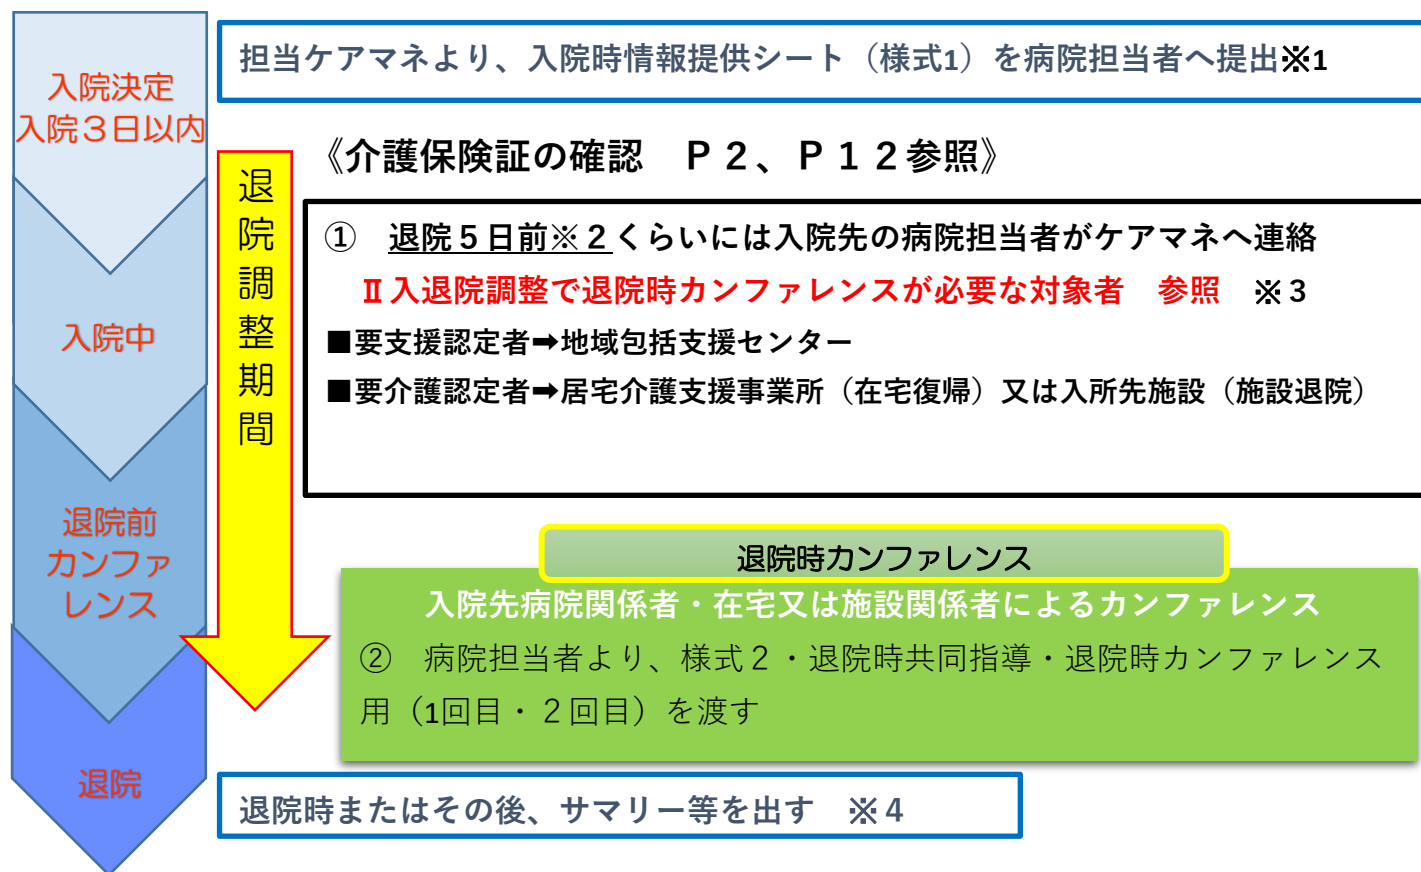 入院決定
入院３日以内
担当ケアマネより、入院時情報提供シート（様式1）を病院担当者へ提出※1
《介護保険証の確認　Ｐ２、Ｐ１２参照》
退院調整期間
①　退院５日前※２くらいには入院先の病院担当者がケアマネへ連絡
Ⅱ入退院調整で退院時カンファレンスが必要な対象者　参照　※３
■要支援認定者➡地域包括支援センター
■要介護認定者➡居宅介護支援事業所（在宅復帰）又は入所先施設（施設退院）
入院中
退院前
カンファ
レンス
退院時カンファレンス
入院先病院関係者・在宅又は施設関係者によるカンファレンス
②　病院担当者より、様式２・退院時共同指導・退院時カンファレンス
用（1回目・２回目）を渡す
退院
退院時またはその後、サマリー等を出す　※４